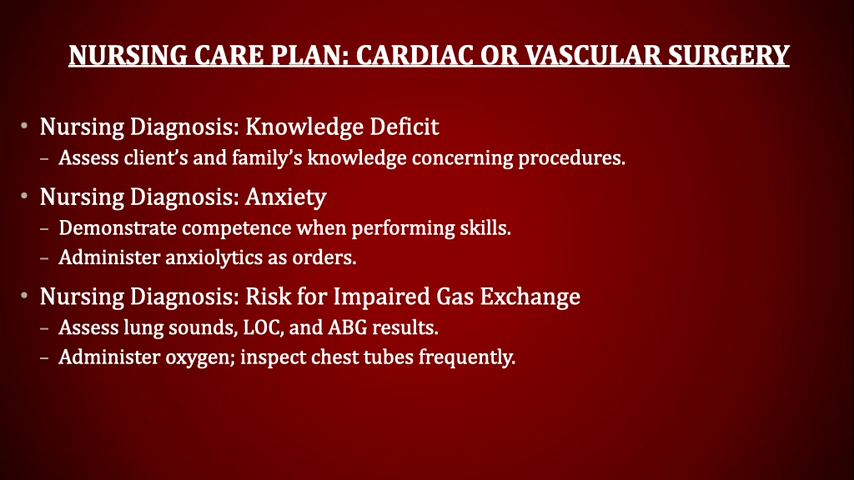 NURSING CARE PLAN: CARDIAC OR VASCULAR SURGERY
• Nursing Diagnosis: Knowledge Deficit
– Assess client’s and family’s knowledge concerning procedures.
• Nursing Diagnosis: Anxiety
– Demonstrate competence when performing skills.
– Administer anxiolytics as orders.
• Nursing Diagnosis: Risk for Impaired Gas Exchange
– Assess lung sounds, LOC, and ABG results.
– Administer oxygen; inspect chest tubes frequently.